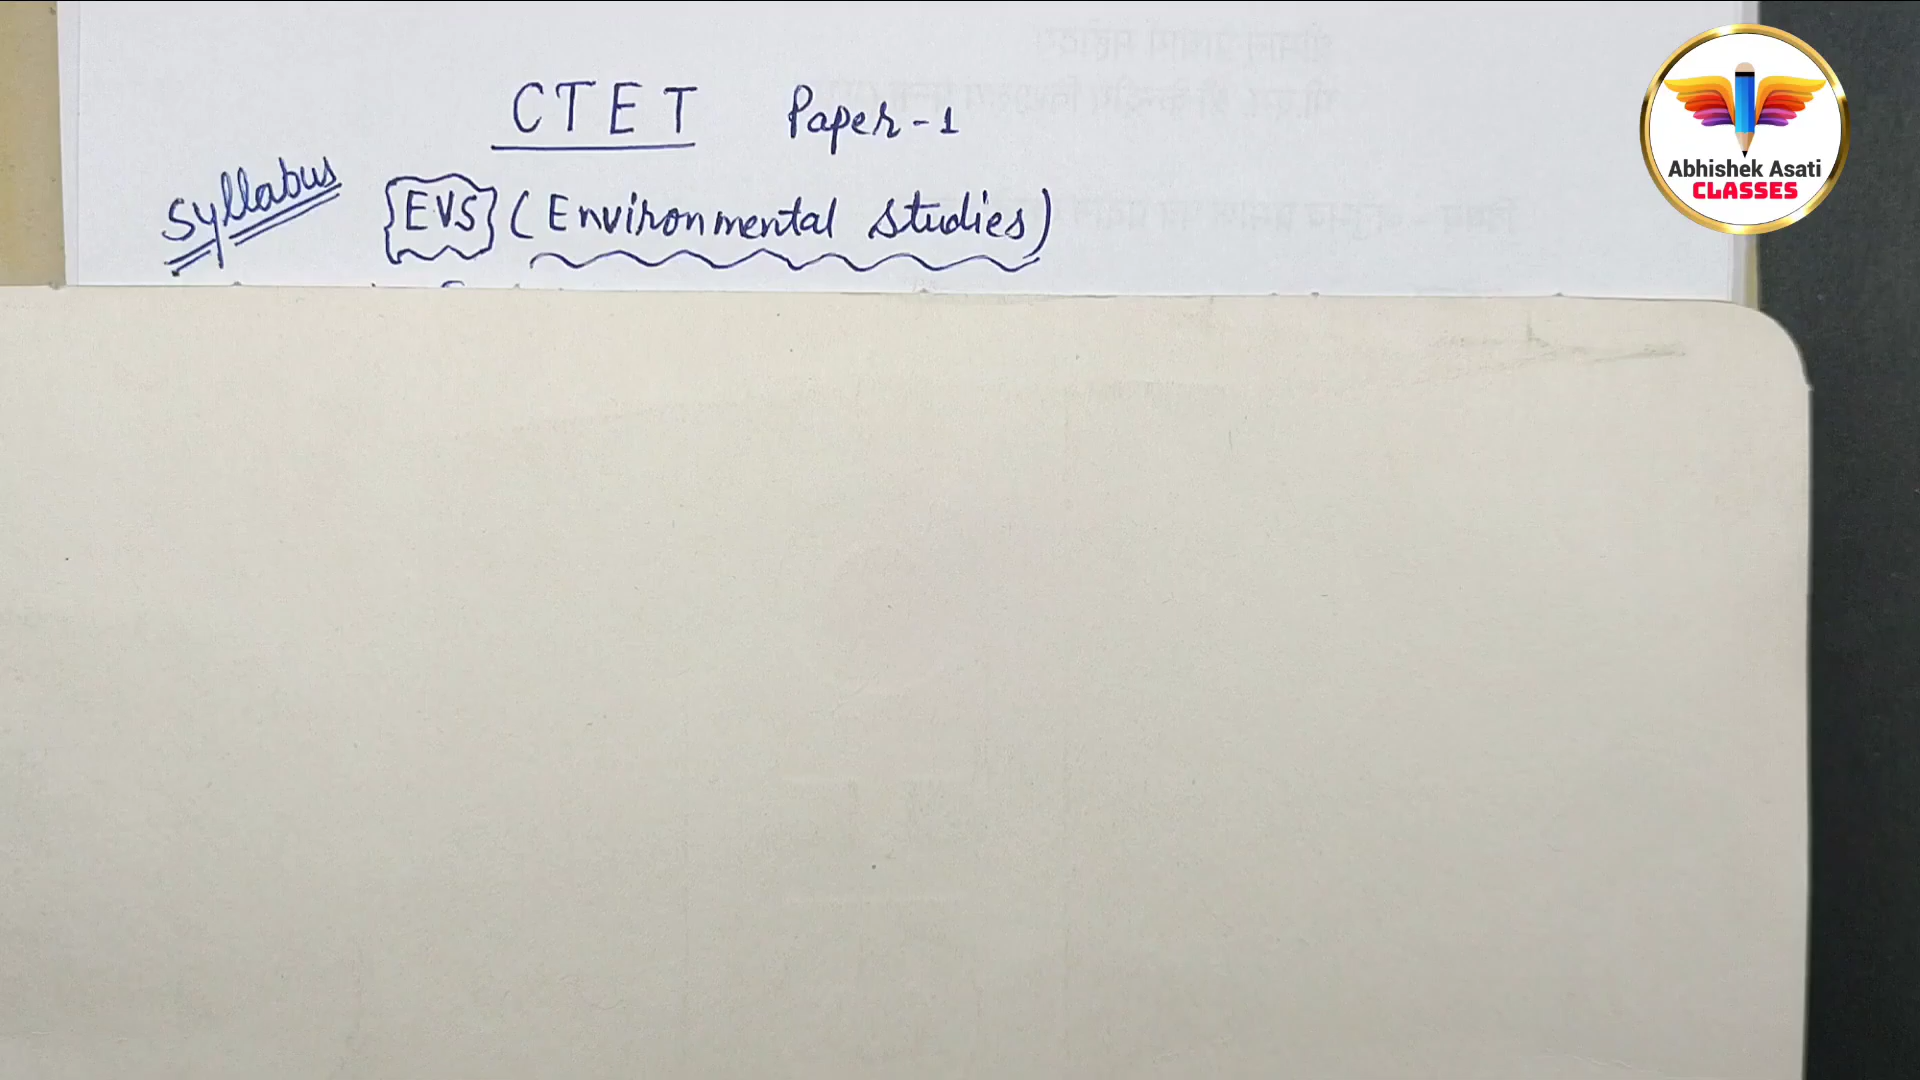 CTET Paper-1
Syllabus EVS (Environmental Studies)
Abhishek Asati
CLASSES